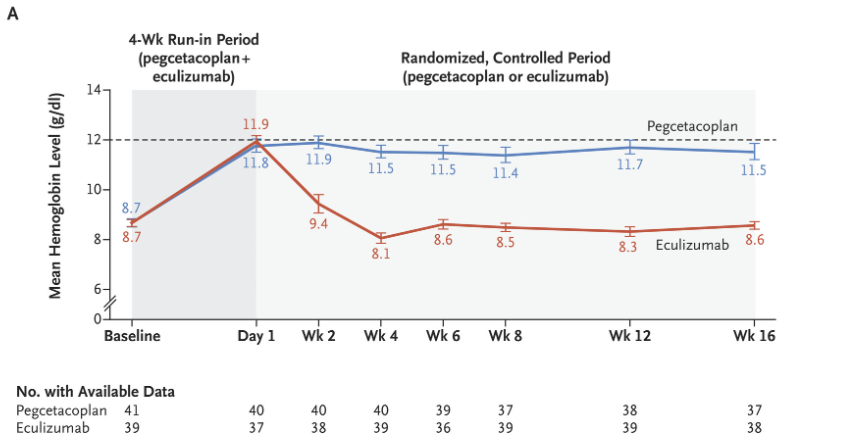 A
4-Wk Run-in Period
(pegcetacoplan+
eculizumab)
Randomized, Controlled Period
(pegcetacoplan or eculizumab)
Mean Hemoglobin Level (g/dl)
14
12
10
8
6
0
Pegcetacoplan
8.7 11.8 11.9 11.5 11.5 11.4 11.7 11.5
Eculizumab
8.7 11.9 9.4 8.1 8.6 8.5 8.3 8.6
Baseline Day 1 Wk 2 Wk 4 Wk 6 Wk 8 Wk 12 Wk 16
No. with Available Data
Pegcetacoplan 41 40 40 40 39 37 38 37
Eculizumab 39 37 38 39 36 39 39 38